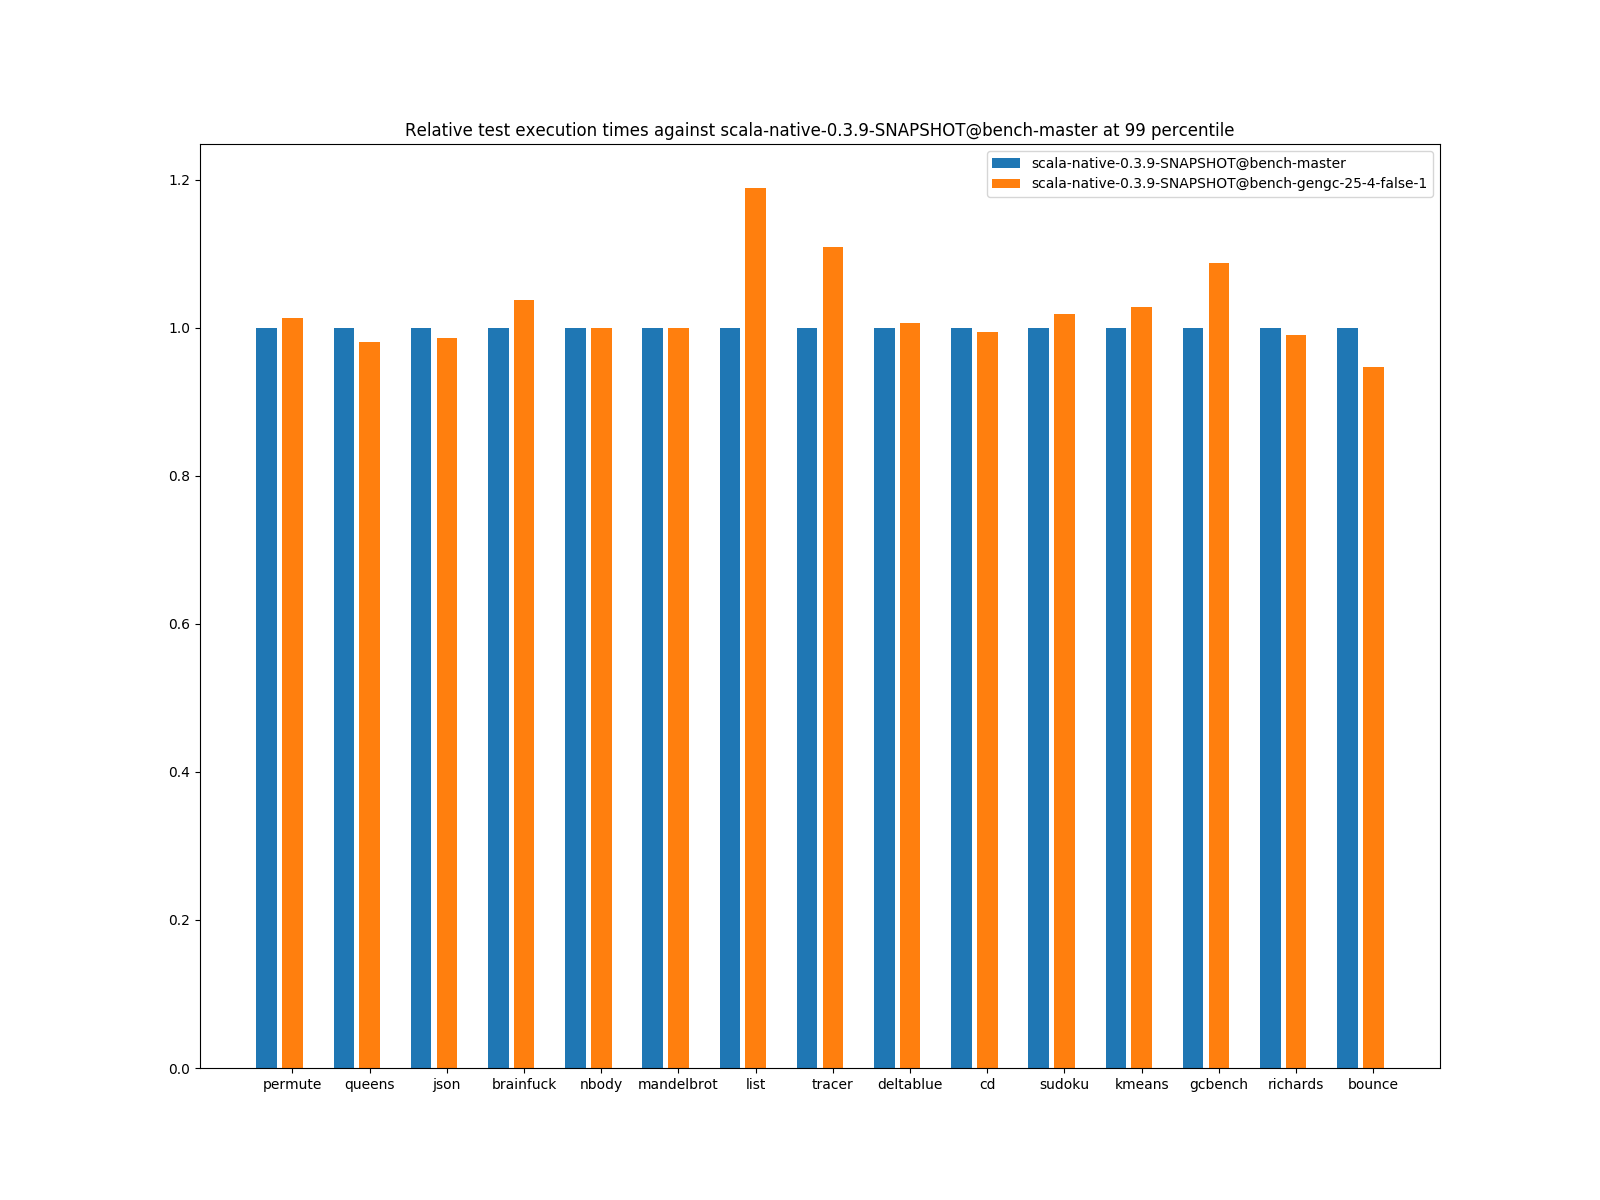 Relative test execution times against scala-native-0.3.9-SNAPSHOT@bench-master at 99 percentile
scala-native-0.3.9-SNAPSHOT@bench-master
scala-native-0.3.9-SNAPSHOT@bench-gengc-25-4-false-1
1.2
1.0
0.8
0.6
0.4
0.2
0.0
permute queens json brainfuck nbody mandelbrot list tracer deltablue cd sudoku kmeans gcbench richards bounce